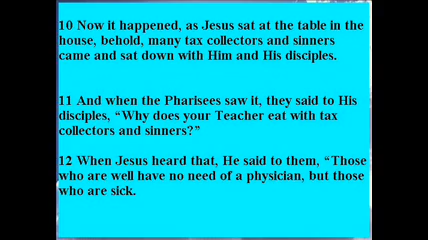 10 Now it happened, as Jesus sat at the table in the
house, behold, many tax collectors and sinners
came and sat down with Him and His disciples.
11 And when the Pharisees saw it, they said to His
disciples, “Why does your Teacher eat with tax
collectors and sinners?”
12 When Jesus heard that, He said to them, “Those
who are well have no need of a physician, but those
who are sick.